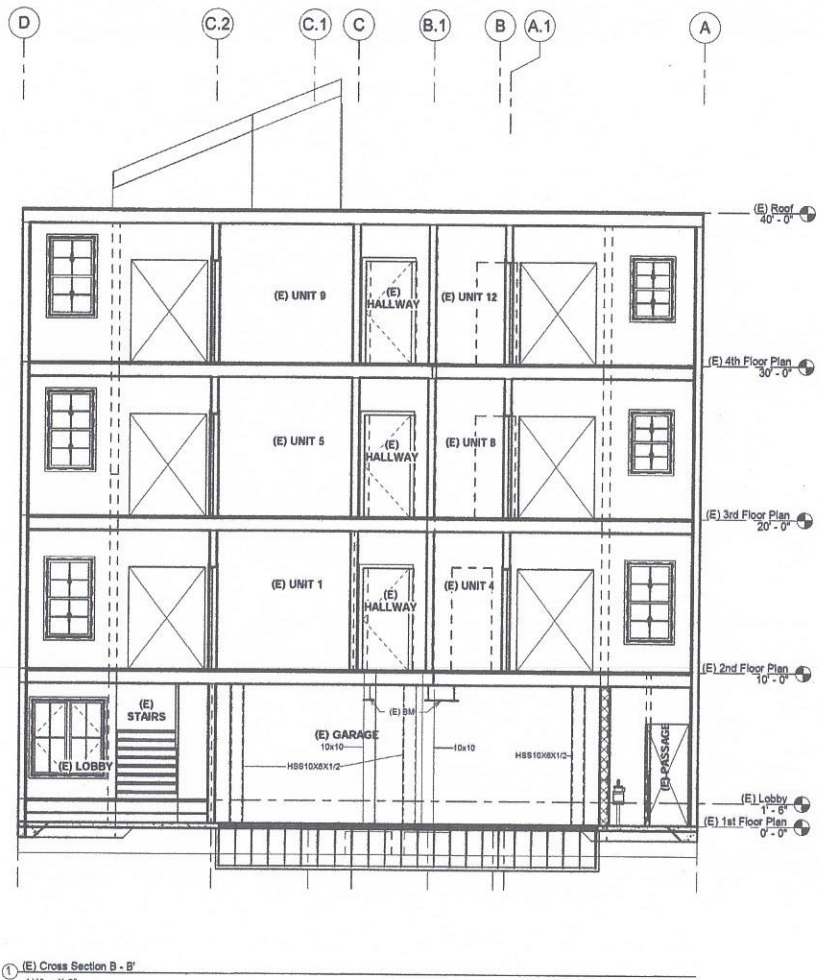 D
C.2
C.1
C
B.1
B
A.1
A
(E) Roof
40' - 0"
(E) UNIT 9
(E)
HALLWAY
(E) UNIT 12
(E) 4th Floor Plan
30' - 0"
(E) UNIT 5
(E)
HALLWAY
(E) UNIT 8
(E) 3rd Floor Plan
20' - 0"
(E) UNIT 1
(E)
HALLWAY
(E) UNIT 4
(E) 2nd Floor Plan
10' - 0"
(E)
STAIRS
(E) BM
(E) GARAGE
10x10
10x10
HSS10X6X1/2
HSS10X6X1/2
(E) LOBBY
(E) PASSAGE
(E) Lobby
1' - 6"
(E) 1st Floor Plan
0' - 0"
1
(E) Cross Section B - B'